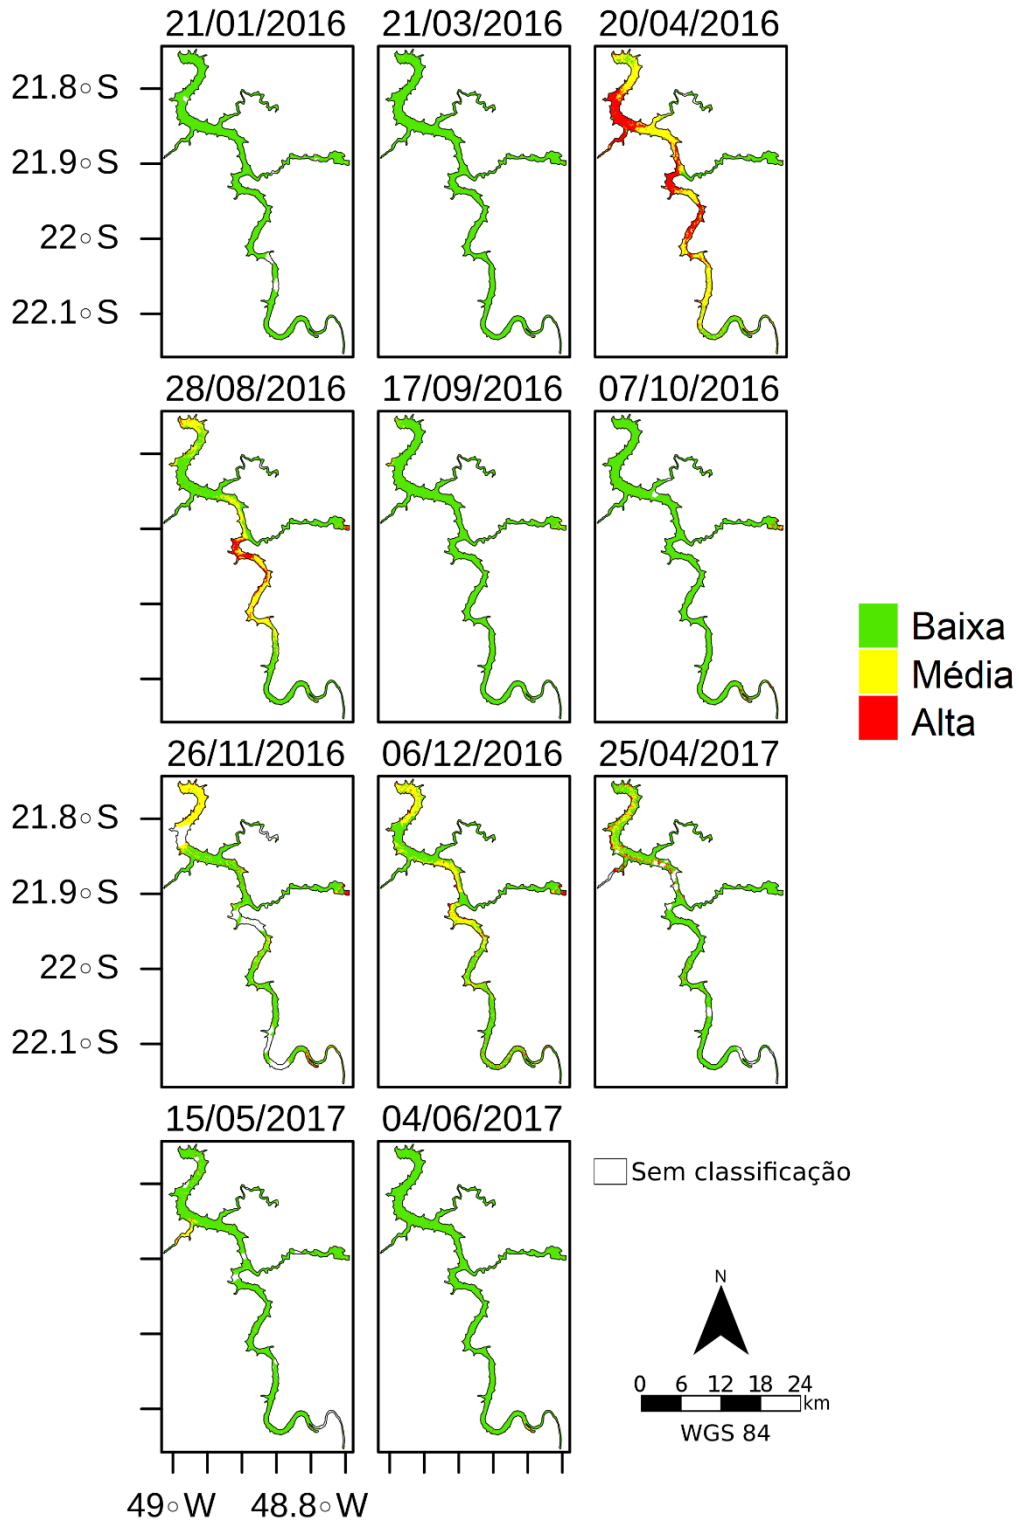 21/01/2016 21/03/2016 20/04/2016
21.8○S
21.9○S
22○S
22.1○S
28/08/2016 17/09/2016 07/10/2016
Baixa
Média
Alta
26/11/2016 06/12/2016 25/04/2017
21.8○S
21.9○S
22○S
22.1○S
15/05/2017 04/06/2017
Sem classificação
N
0 6 12 18 24
km
WGS 84
49○W 48.8○W